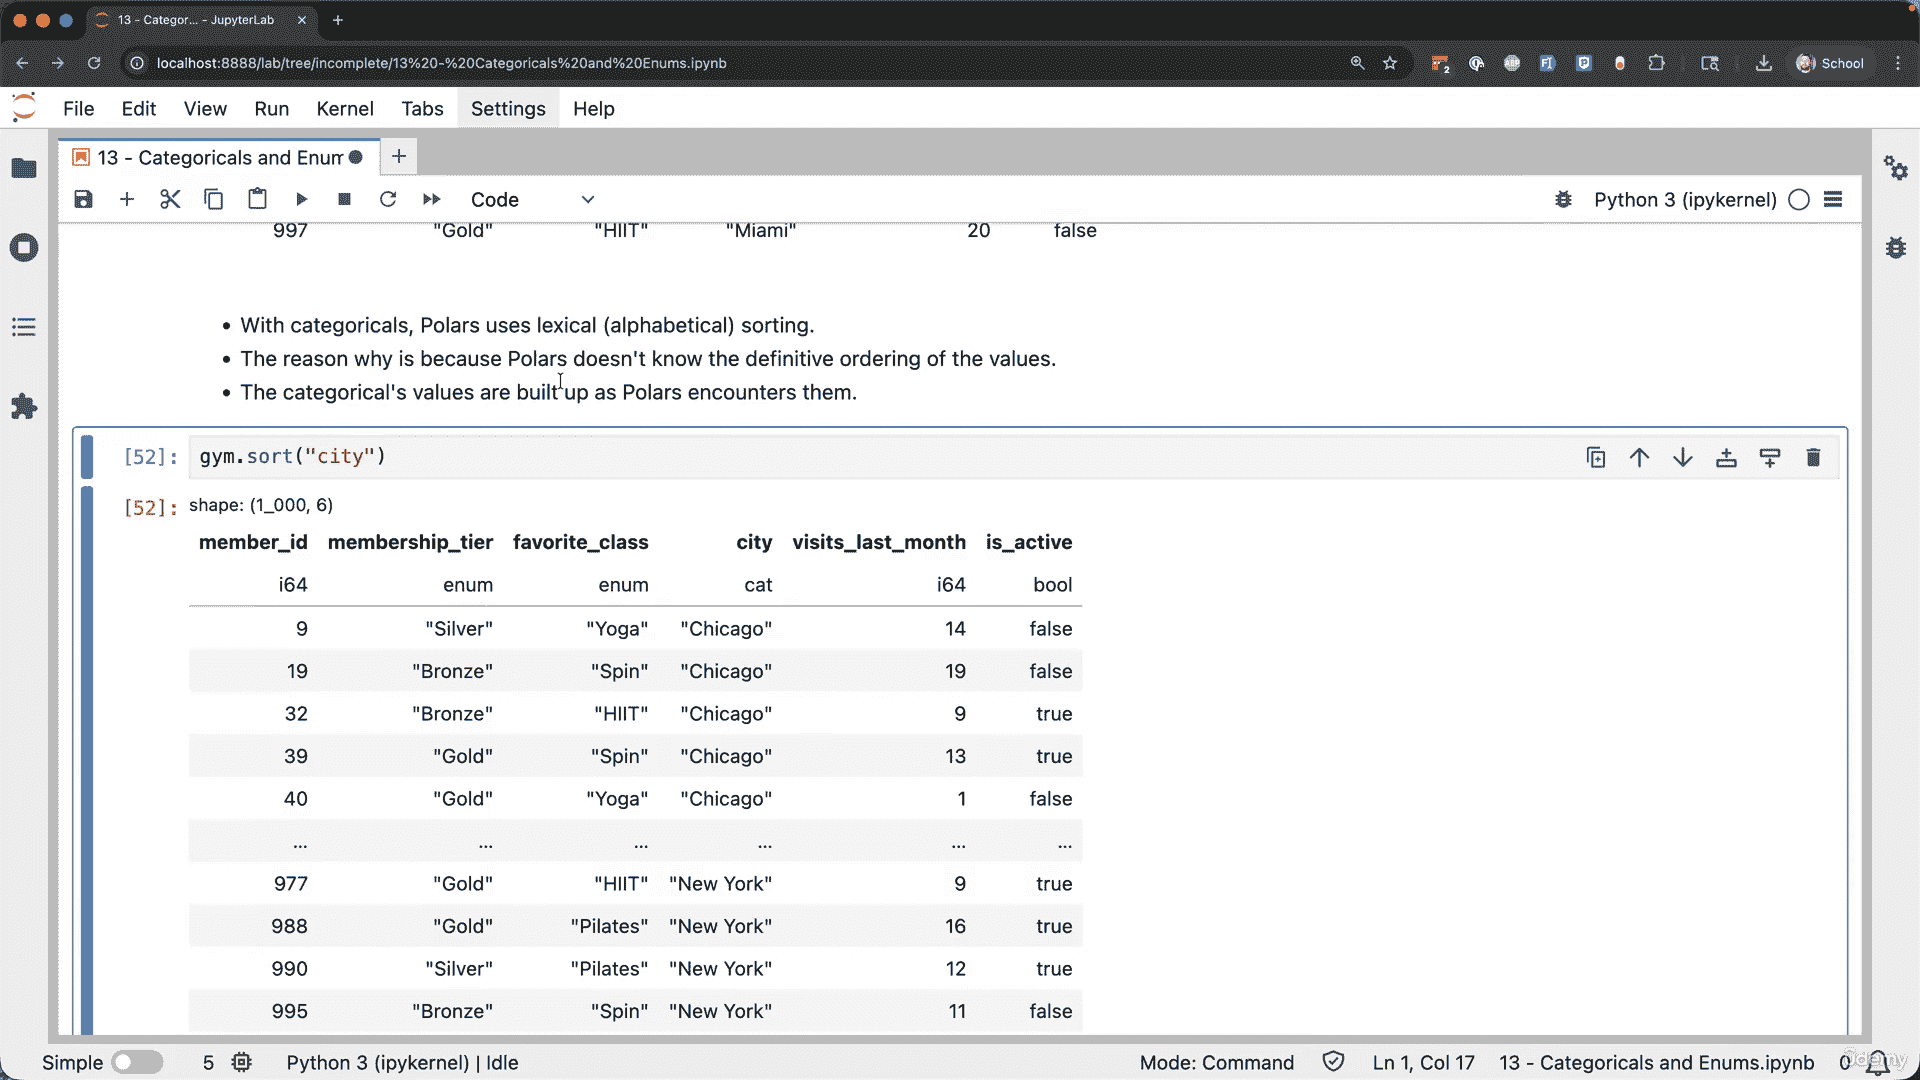 13 - Categor... - JupyterLab
localhost:8888/lab/tree/incomplete/13%20-%20Categoricals%20and%20Enums.ipynb
2
ABP
School
File Edit View Run Kernel Tabs Settings Help
13 - Categoricals and Enum
Code
Python 3 (ipykernel)
997 "Gold" "HIIT" "Miami" 20 false
• With categoricals, Polars uses lexical (alphabetical) sorting.
• The reason why is because Polars doesn't know the definitive ordering of the values.
• The categorical's values are built up as Polars encounters them.
[52]: gym.sort("city")
[52]: shape: (1_000, 6)
member_id membership_tier favorite_class city visits_last_month is_active
i64 enum enum cat i64 bool
9 "Silver" "Yoga" "Chicago" 14 false
19 "Bronze" "Spin" "Chicago" 19 false
32 "Bronze" "HIIT" "Chicago" 9 true
39 "Gold" "Spin" "Chicago" 13 true
40 "Gold" "Yoga" "Chicago" 1 false
... ... ... ... ... ...
977 "Gold" "HIIT" "New York" 9 true
988 "Gold" "Pilates" "New York" 16 true
990 "Silver" "Pilates" "New York" 12 true
995 "Bronze" "Spin" "New York" 11 false
Simple 5 Python 3 (ipykernel) | Idle Mode: Command Ln 1, Col 17 13 - Categoricals and Enums.ipynb 0
udemy